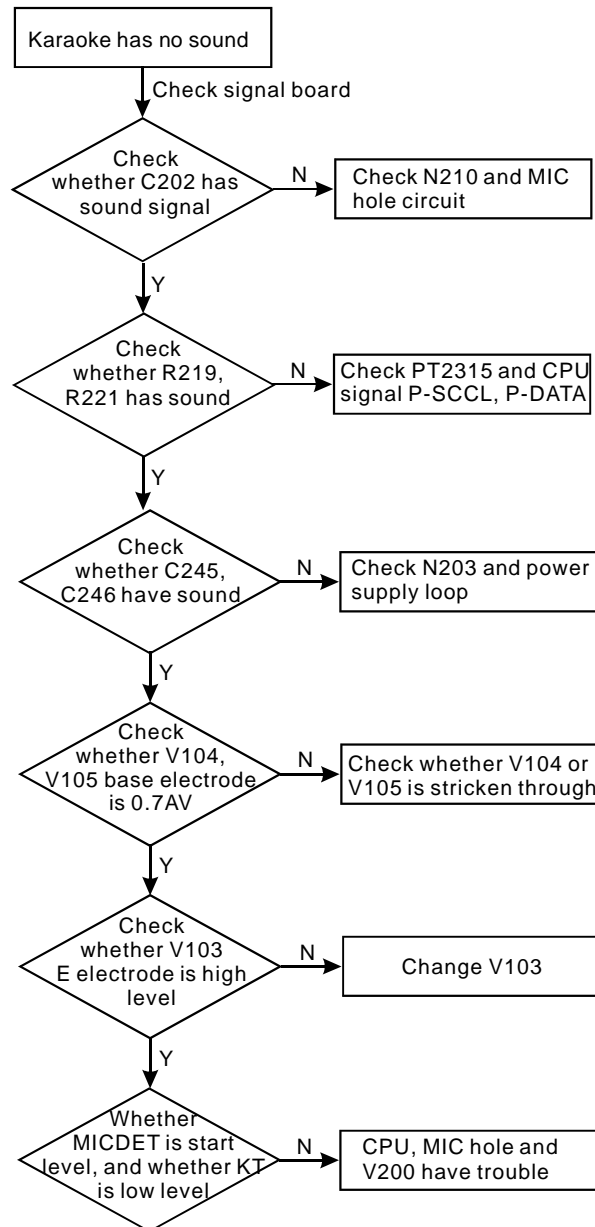 Karaoke has no sound
Check signal board
Check
whether C202 has
sound signal
N
Check N210 and MIC
hole circuit
Y
Check
whether R219,
R221 has sound
N
Check PT2315 and CPU
signal P-SCCL, P-DATA
Y
Check
whether C245,
C246 have sound
N
Check N203 and power
supply loop
Y
Check
whether V104,
V105 base electrode
is 0.7AV
N
Check whether V104 or
V105 is stricken through
Y
Check
whether V103
E electrode is high
level
N
Change V103
Y
Whether
MICDET is start
level, and whether KT
is low level
N
CPU, MIC hole and
V200 have trouble